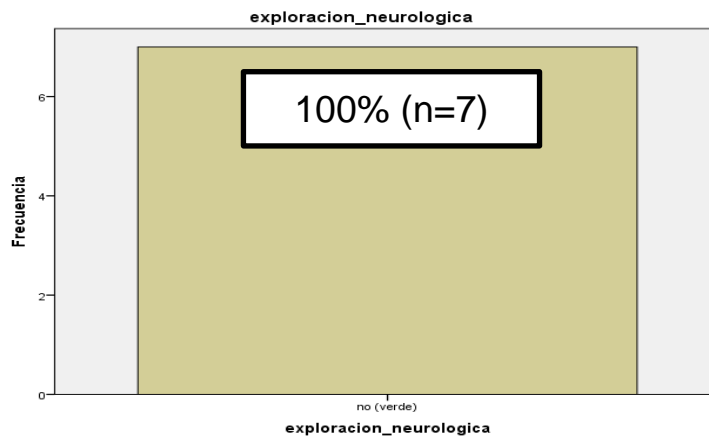 exploracion_neurologica
100% (n=7)
6
4
2
0
Frecuencia
no (verde)
exploracion_neurologica